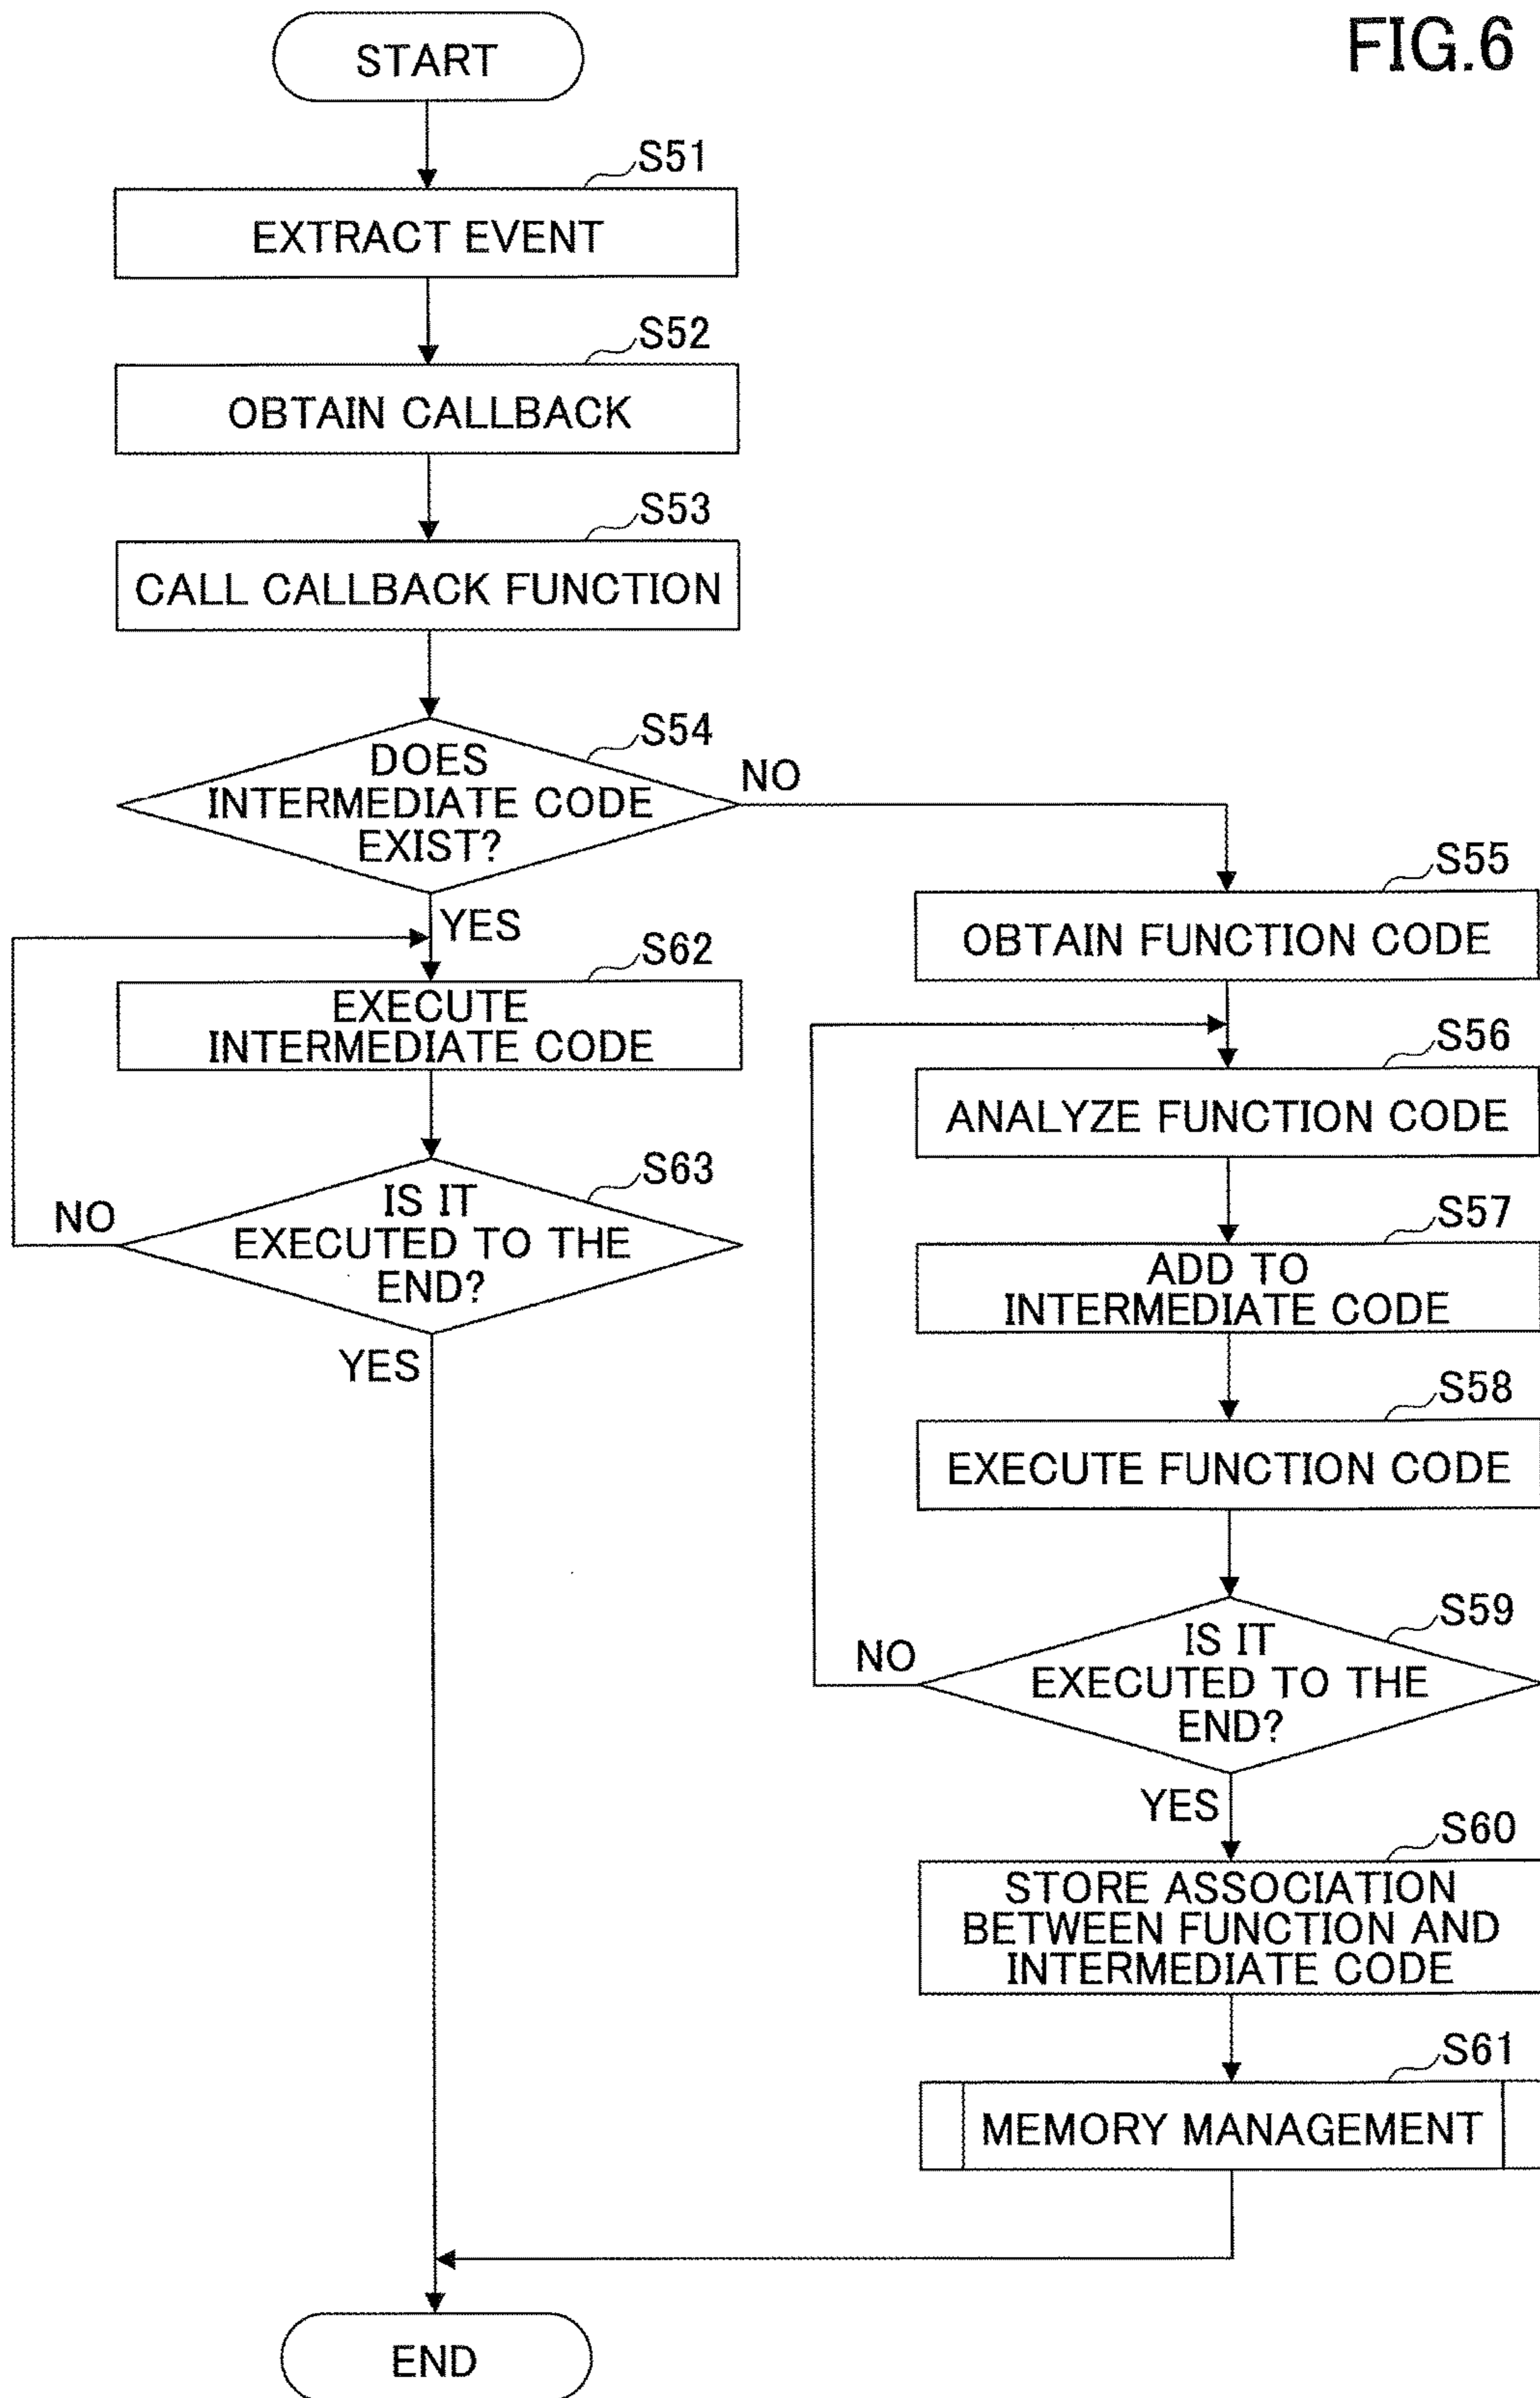 FIG.6
START
S51
EXTRACT EVENT
S52
OBTAIN CALLBACK
S53
CALL CALLBACK FUNCTION
S54
DOES
INTERMEDIATE CODE
EXIST?
NO
YES
S62
EXECUTE
INTERMEDIATE CODE
S63
IS IT
EXECUTED TO THE
END?
NO
YES
S55
OBTAIN FUNCTION CODE
S56
ANALYZE FUNCTION CODE
S57
ADD TO
INTERMEDIATE CODE
S58
EXECUTE FUNCTION CODE
S59
IS IT
EXECUTED TO THE
END?
NO
YES
S60
STORE ASSOCIATION
BETWEEN FUNCTION AND
INTERMEDIATE CODE
S61
MEMORY MANAGEMENT
END